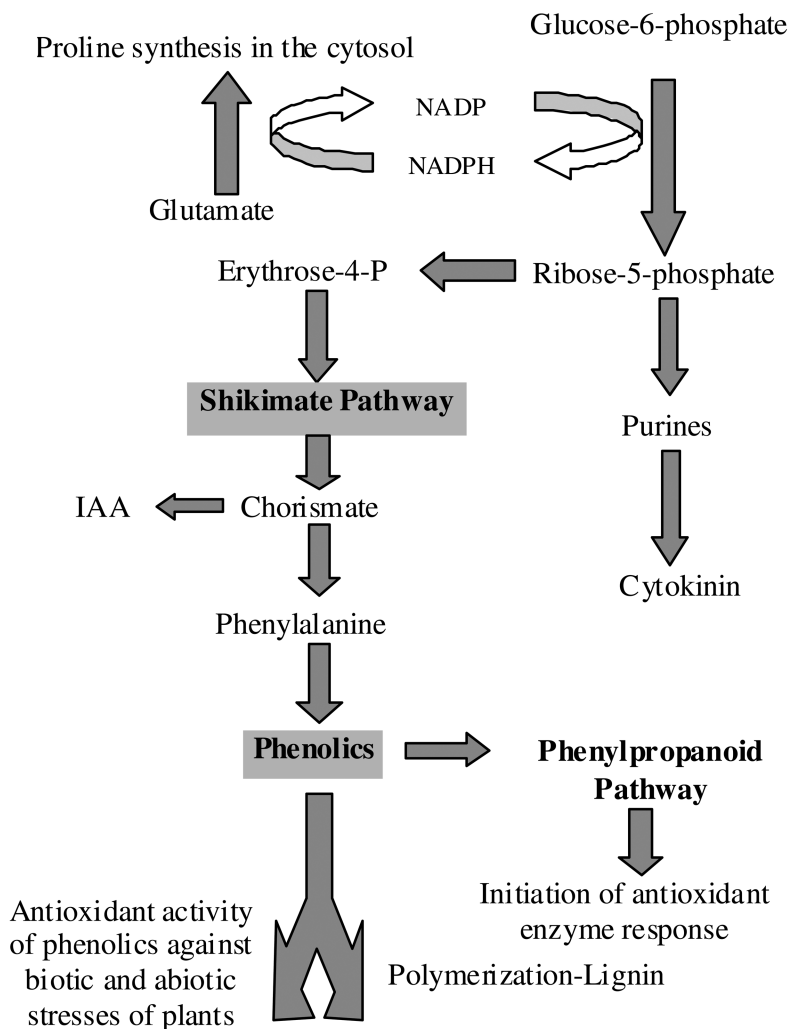 Glucose-6-phosphate
Proline synthesis in the cytosol
NADP
NADPH
Glutamate
Erythrose-4-P
Ribose-5-phosphate
Shikimate Pathway
Purines
IAA
Chorismate
Cytokinin
Phenylalanine
Phenolics
Phenylpropanoid
Pathway
Initiation of antioxidant
enzyme response
Antioxidant activity
of phenolics against
biotic and abiotic
stresses of plants
Polymerization-Lignin